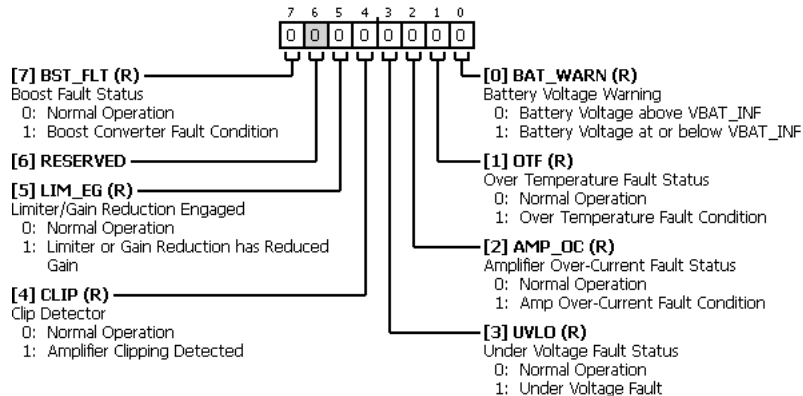 7 6 5 4 3 2 1 0
0 0 0 0 0 0 0 0
[7] BST_FLT (R)
Boost Fault Status
0: Normal Operation
1: Boost Converter Fault Condition
[6] RESERVED
[5] LIM_EG (R)
Limiter/Gain Reduction Engaged
0: Normal Operation
1: Limiter or Gain Reduction has Reduced
Gain
[4] CLIP (R)
Clip Detector
0: Normal Operation
1: Amplifier Clipping Detected
[0] BAT_WARN (R)
Battery Voltage Warning
0: Battery Voltage above VBAT_INF
1: Battery Voltage at or below VBAT_INF
[1] OTF (R)
Over Temperature Fault Status
0: Normal Operation
1: Over Temperature Fault Condition
[2] AMP_OC (R)
Amplifier Over-Current Fault Status
0: Normal Operation
1: Amp Over-Current Fault Condition
[3] UVLO (R)
Under Voltage Fault Status
0: Normal Operation
1: Under Voltage Fault